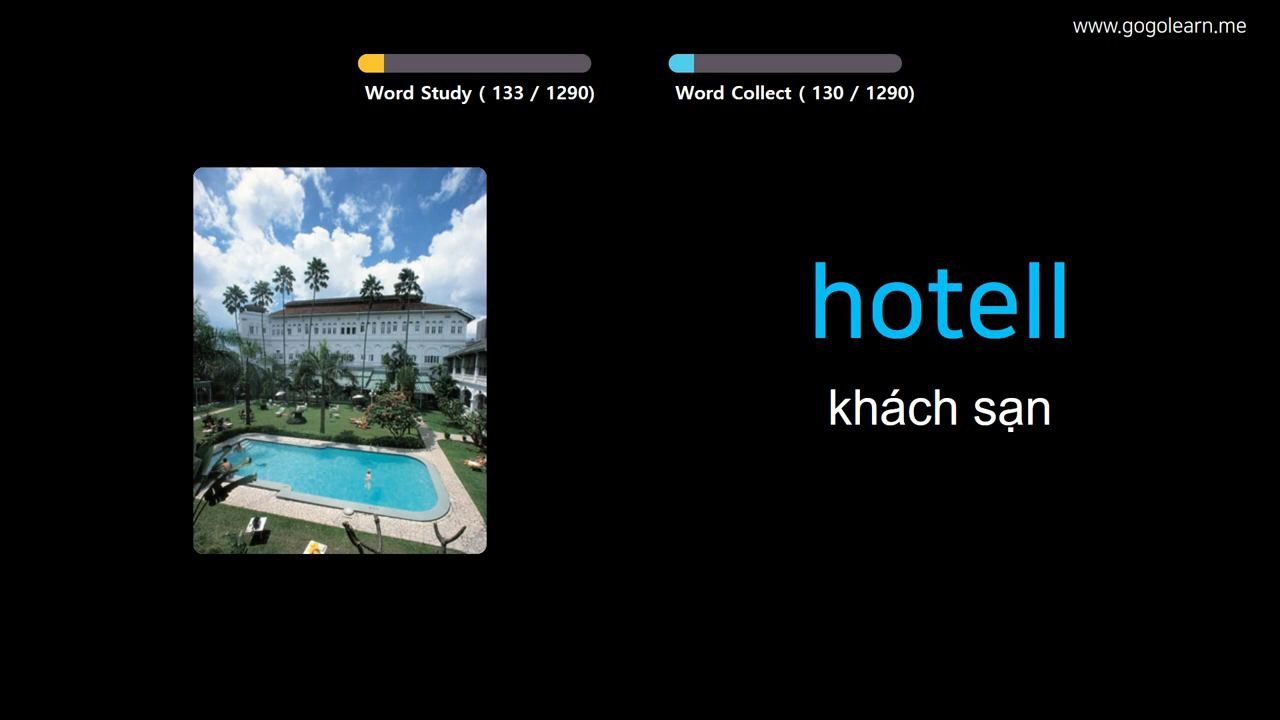 www.gogolearn.me
Word Study ( 133 / 1290)
Word Collect ( 130 / 1290)
hotell
khách sạn